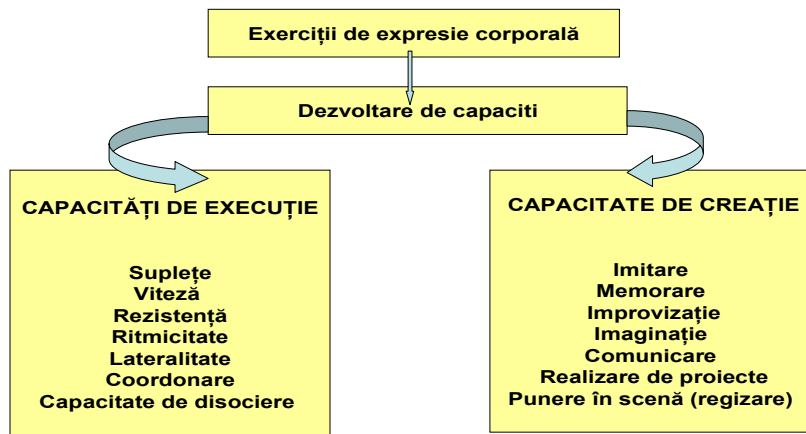 Exerciții de expresie corporală
Dezvoltare de capaciti
CAPACITĂȚI DE EXECUȚIE
Suplețe
Viteză
Rezistență
Ritmicitate
Lateralitate
Coordonare
Capacitate de disociere
CAPACITATE DE CREAȚIE
Imitare
Memorare
Improvizație
Imaginație
Comunicare
Realizare de proiecte
Punere în scenă (regizare)